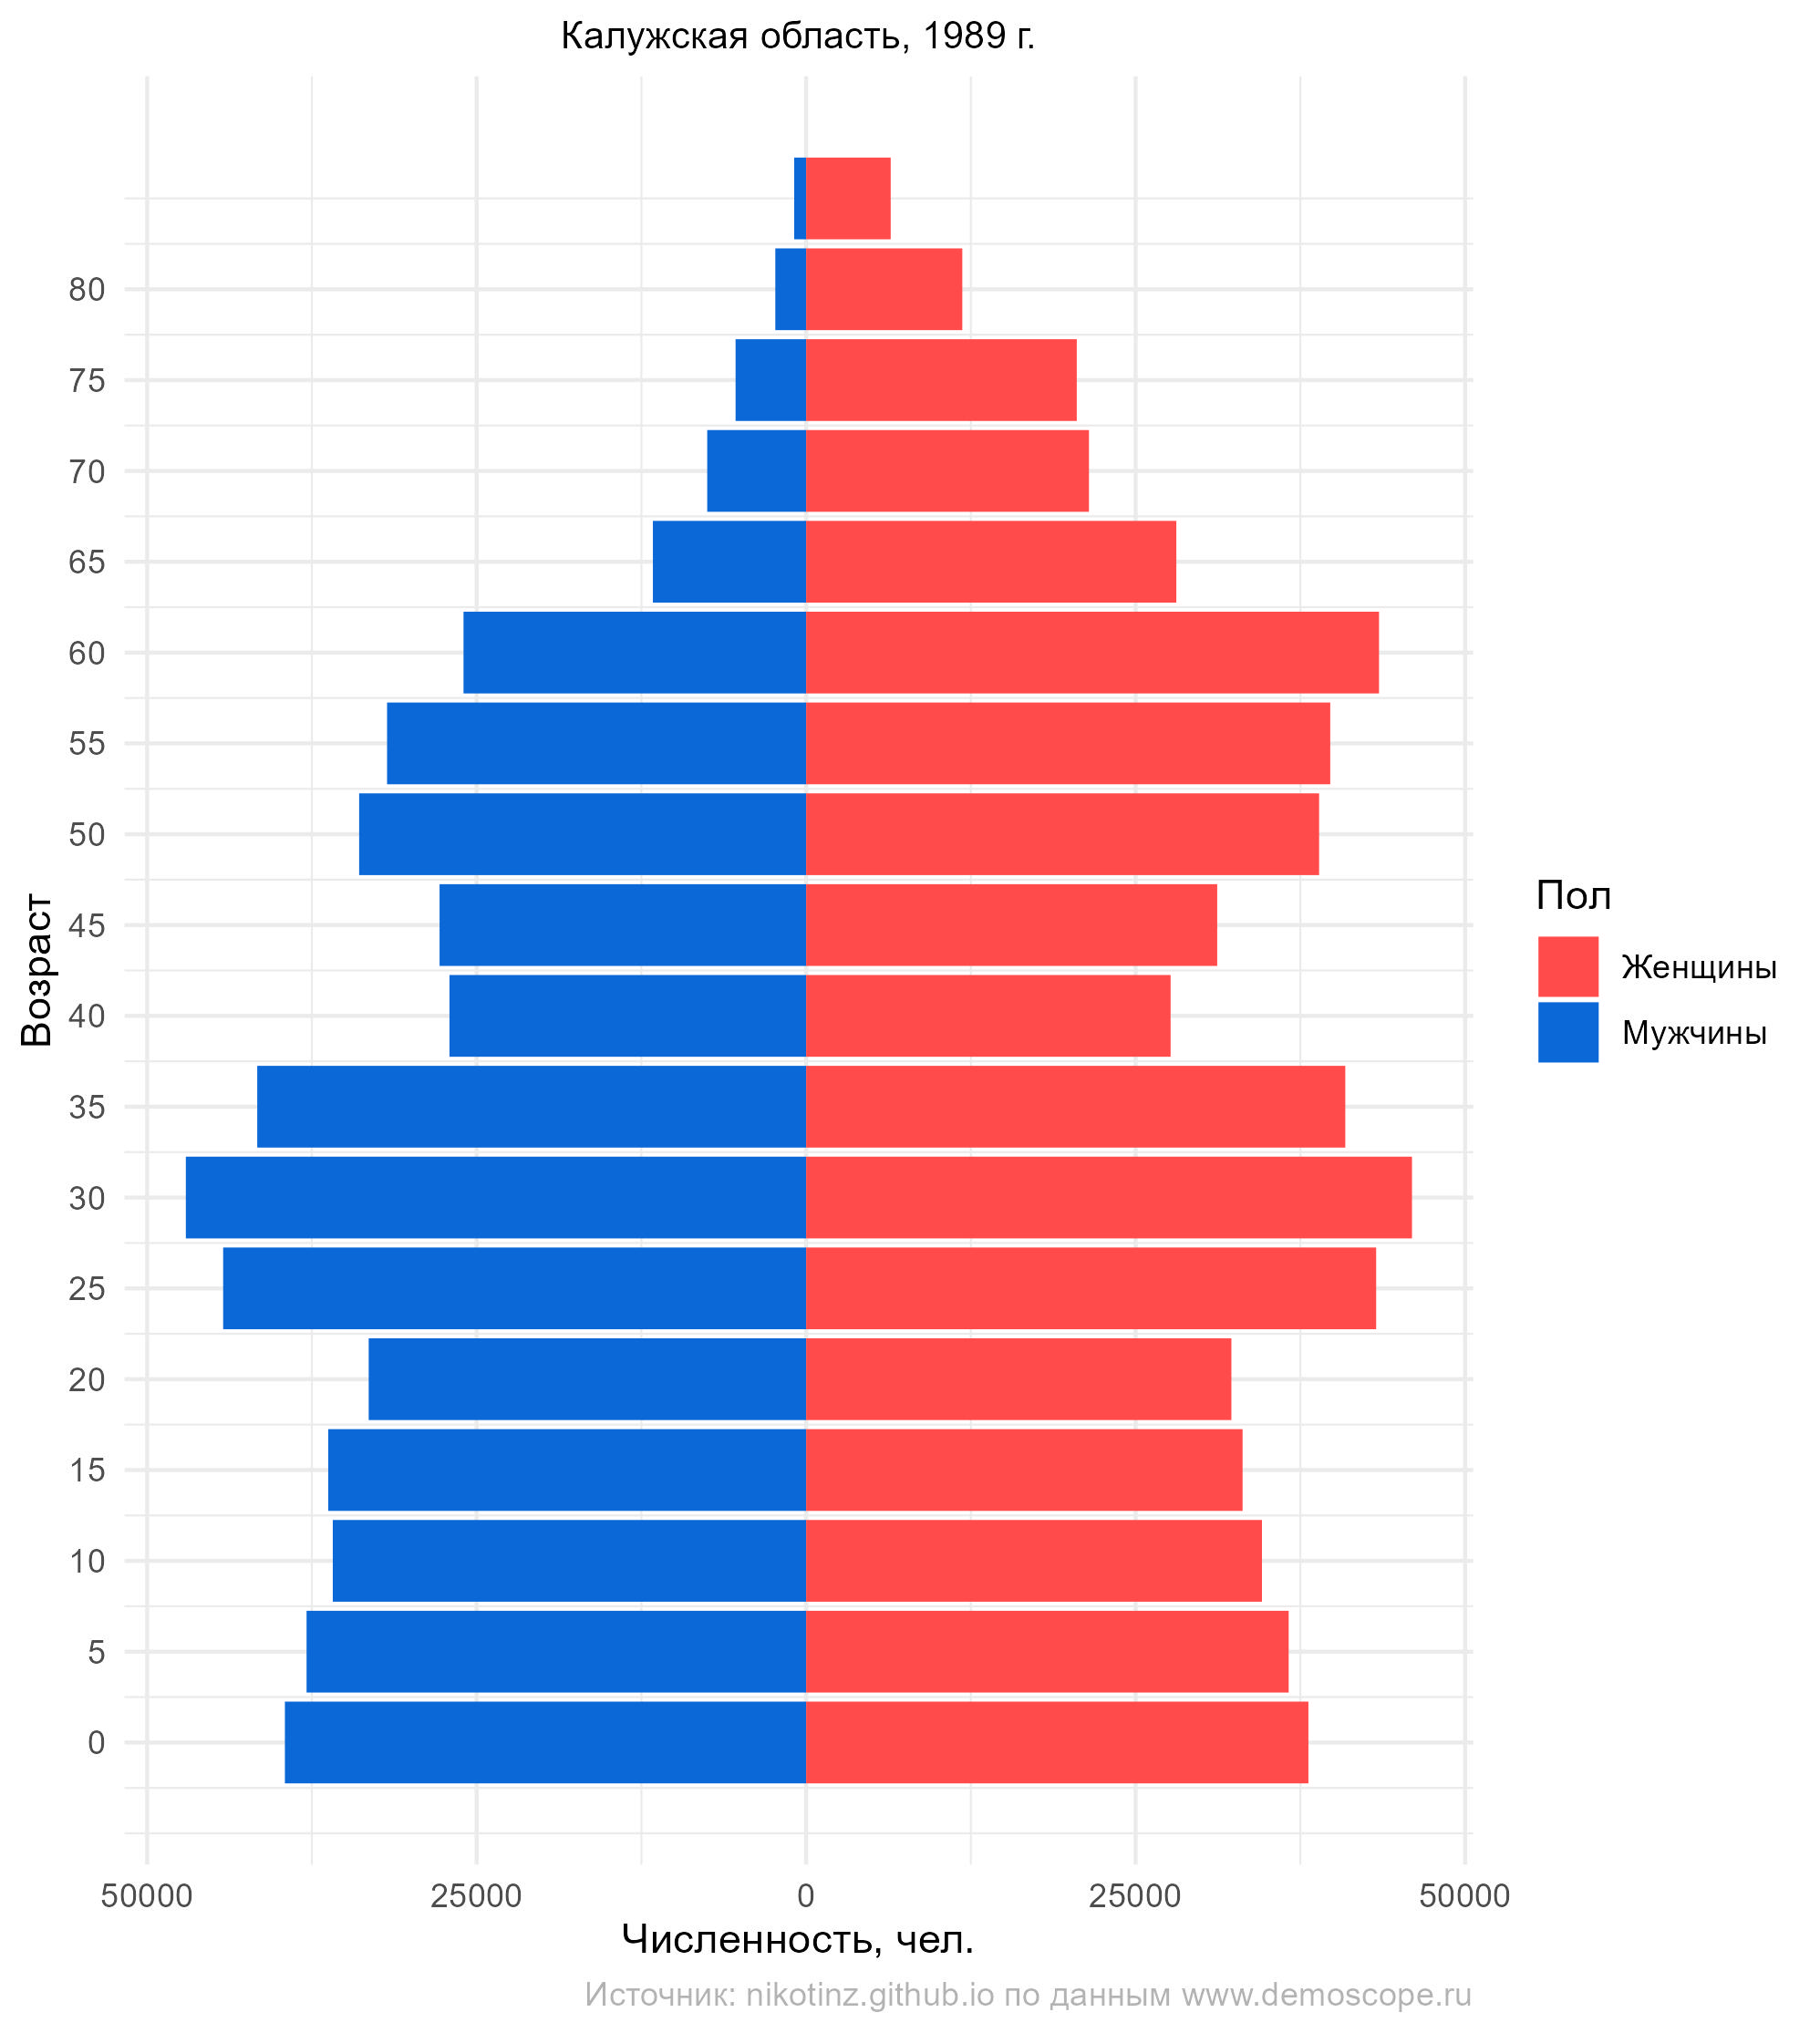 Калужская область, 1989 г.
80
75
70
65
60
55
50
45
40
35
30
25
20
15
10
5
0
Возраст
50000 25000 0 25000 50000
Численность, чел.
Пол
Женщины
Мужчины
Источник: nikotinz.github.io по данным www.demoscope.ru